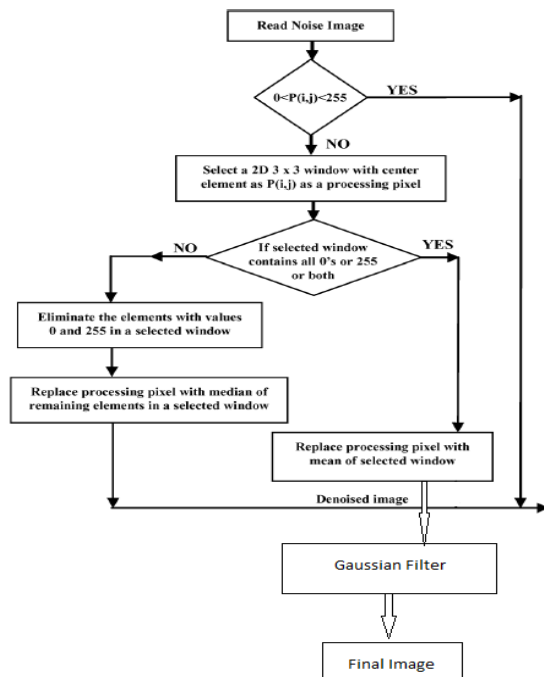 Read Noise Image
0<P(i,j)<255
YES
NO
Select a 2D 3 x 3 window with center
element as P(i,j) as a processing pixel
NO
If selected window
contains all 0's or 255
or both
YES
Eliminate the elements with values
0 and 255 in a selected window
Replace processing pixel with median of
remaining elements in a selected window
Replace processing pixel with
mean of selected window
Denoised image
Gaussian Filter
Final Image